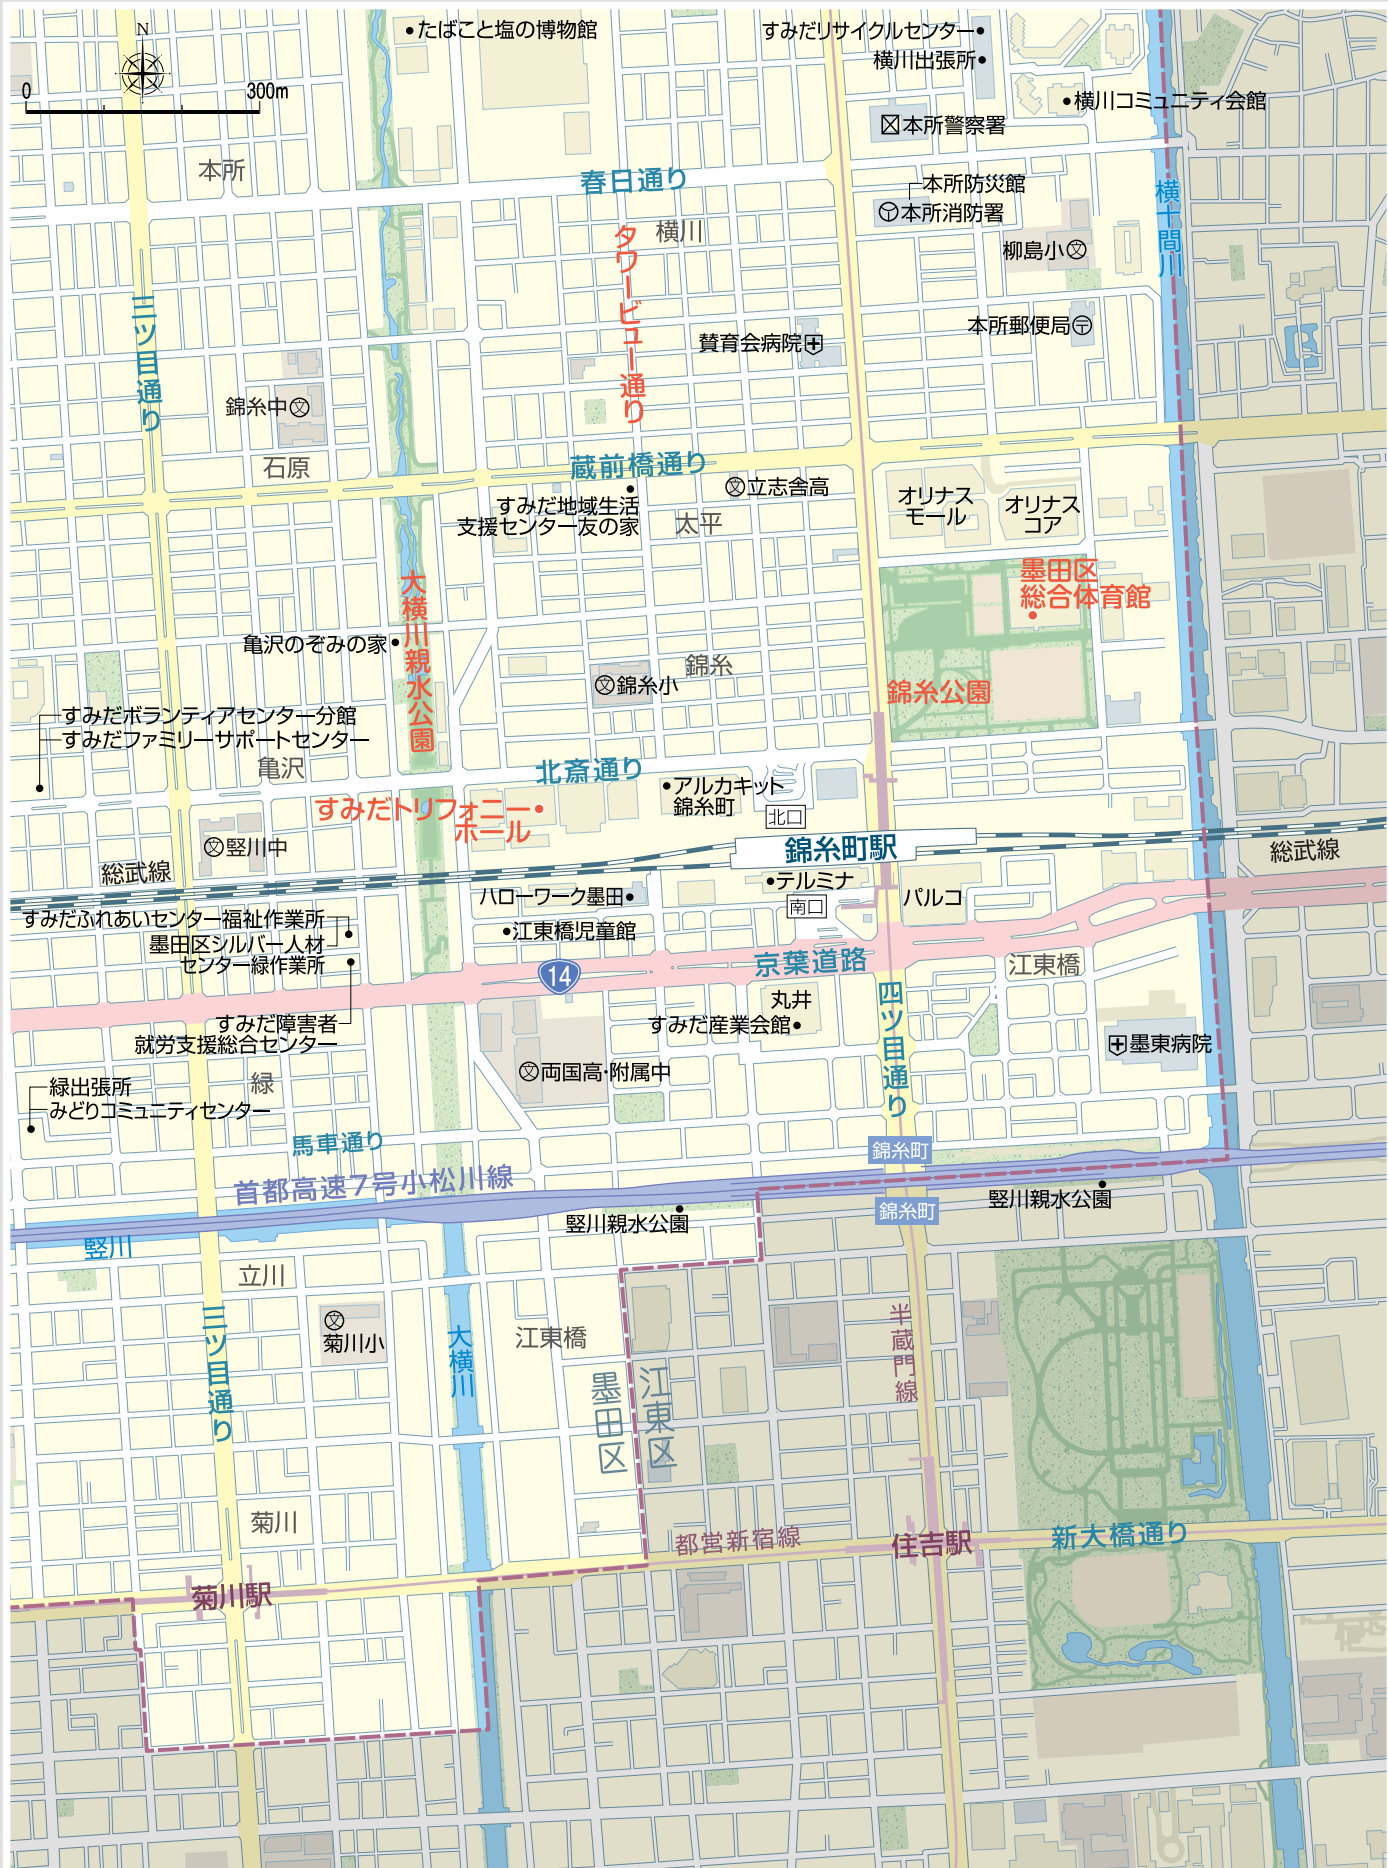 たばこと塩の博物館
すみだリサイクルセンター
横川出張所
N
0
300m
横川コミュニティ会館
本所警察署
本所
春日通り
本所防災館
本所消防署
横十間川
横川
タワービュー通り
柳島小
文
三ツ目通り
本所郵便局
賛育会病院
錦糸中
文
石原
蔵前橋通り
文
立志舎高
すみだ地域生活
支援センター友の家
太平
オリナス
モール
オリナス
コア
墨田区
総合体育館
大横川親水公園
亀沢のぞみの家
錦糸
文
錦糸小
錦糸公園
すみだボランティアセンター分館
すみだファミリーサポートセンター
亀沢
北斎通り
アルカキット
錦糸町
すみだトリフォニー
ホール
北口
文
竪川中
錦糸町駅
総武線
総武線
テルミナ
パルコ
ハローワーク墨田
南口
すみだふれあいセンター福祉作業所
墨田区シルバー人材
センター緑作業所
江東橋児童館
京葉道路
江東橋
14
丸井
四ツ目通り
すみだ産業会館
すみだ障害者
就労支援総合センター
墨東病院
文
両国高・附属中
緑
緑出張所
みどりコミュニティセンター
馬車通り
錦糸町
首都高速7号小松川線
錦糸町
竪川親水公園
竪川親水公園
竪川
立川
三ツ目通り
文
菊川小
大横川
江東橋
半蔵門線
墨田区
江東区
菊川
都営新宿線
住吉駅
新大橋通り
菊川駅